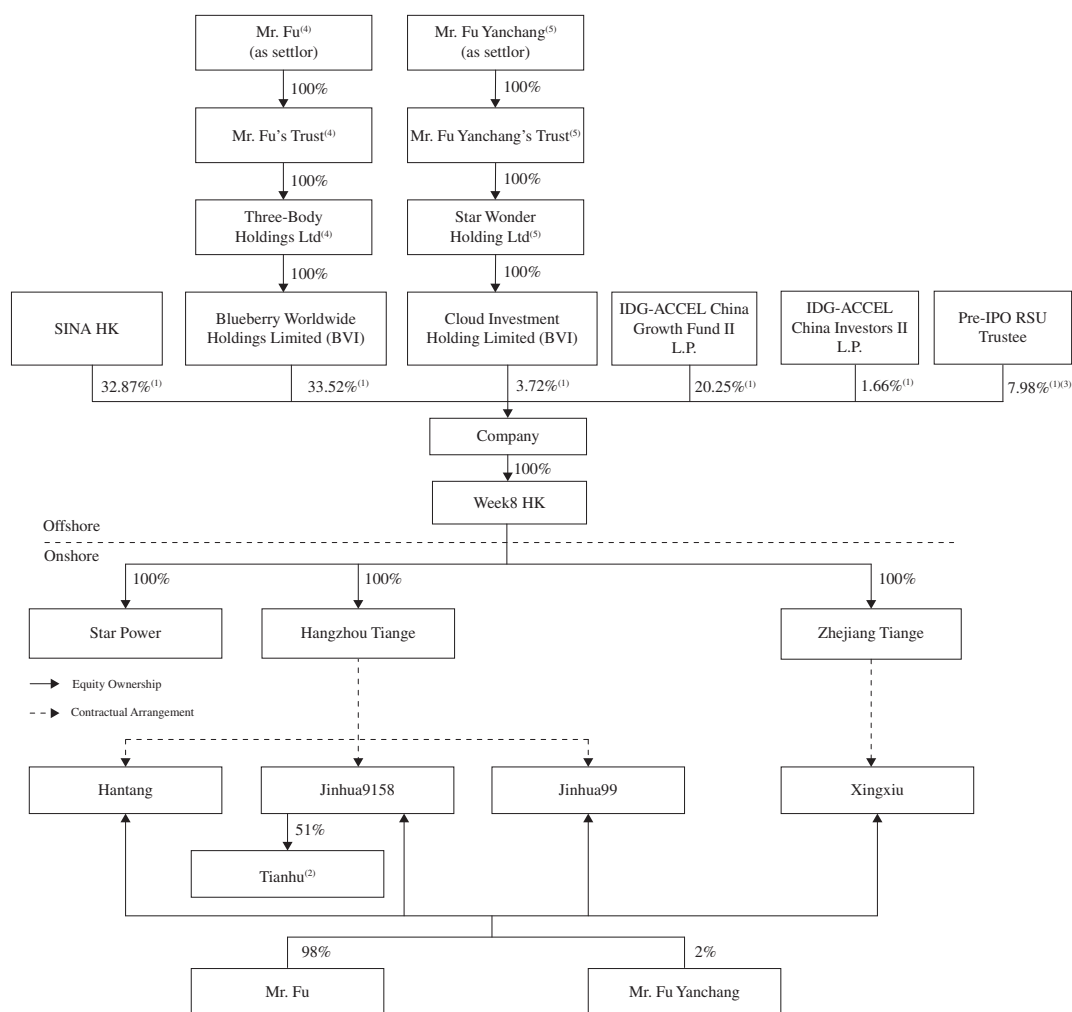 Mr. Fu(4)
(as settlor)
Mr. Fu Yanchang(5)
(as settlor)
100%
100%
Mr. Fu's Trust(4)
Mr. Fu Yanchang's Trust(5)
100%
100%
Three-Body
Holdings Ltd(4)
Star Wonder
Holding Ltd(5)
100%
100%
SINA HK
Blueberry Worldwide
Holdings Limited (BVI)
Cloud Investment
Holding Limited (BVI)
IDG-ACCEL China
Growth Fund II
L.P.
IDG-ACCEL
China Investors II
L.P.
Pre-IPO RSU
Trustee
32.87%(1)
33.52%(1)
3.72%(1)
20.25%(1)
1.66%(1)
7.98%(1)(3)
Company
100%
Week8 HK
Offshore
Onshore
100%
100%
100%
Star Power
Hangzhou Tiange
Zhejiang Tiange
Equity Ownership
Contractual Arrangement
Hantang
Jinhua9158
Jinhua99
Xingxiu
51%
Tianhu(2)
98%
2%
Mr. Fu
Mr. Fu Yanchang